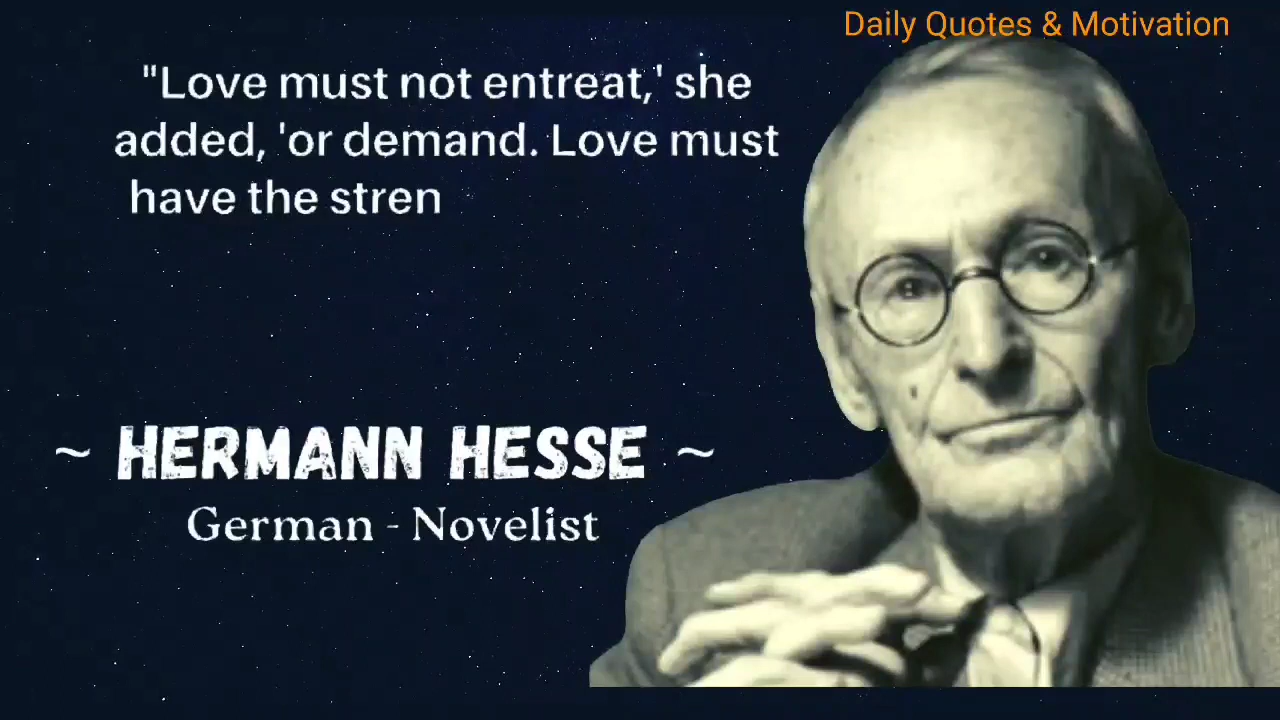 Daily Quotes & Motivation
"Love must not entreat,' she
added, 'or demand. Love must
have the stren
~ HERMANN HESSE ~
German - Novelist